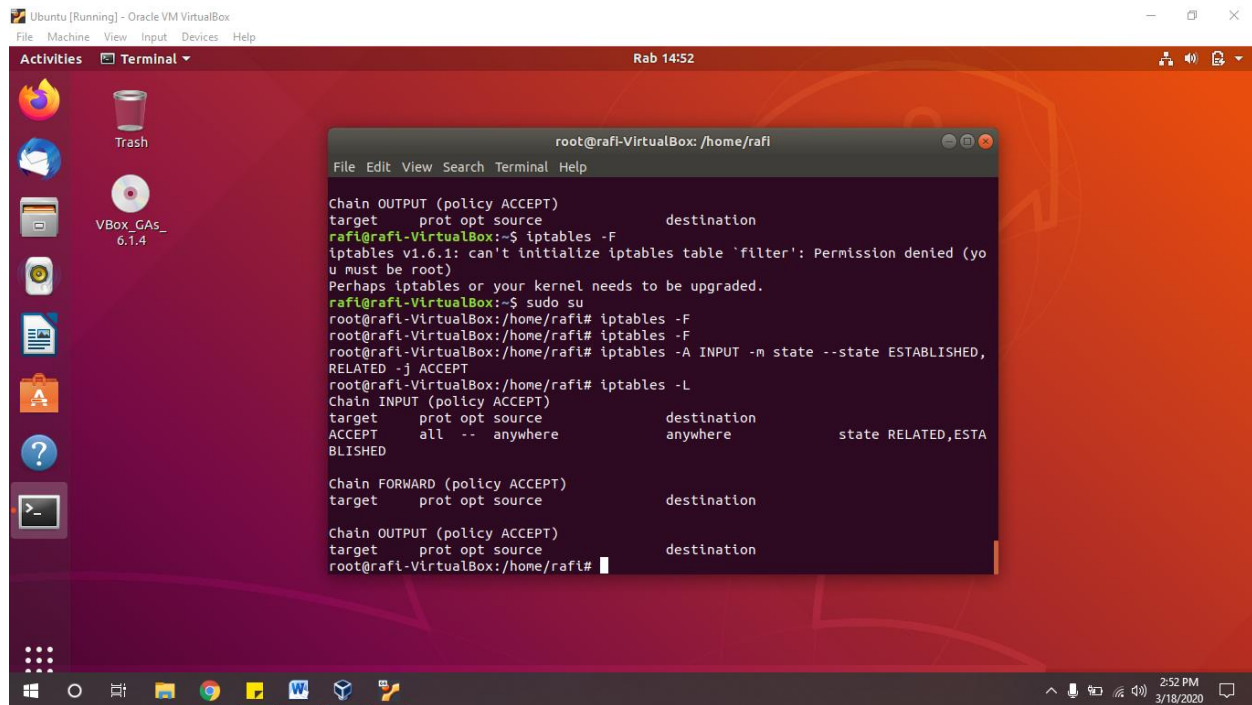 Ubuntu [Running] - Oracle VM VirtualBox
File Machine View Input Devices Help
Activities Terminal Rab 14:52
Trash
VBox_GAs_
6.1.4
root@rafi-VirtualBox: /home/rafi
File Edit View Search Terminal Help
Chain OUTPUT (policy ACCEPT)
target     prot opt source               destination
rafi@rafi-VirtualBox:~$ iptables -F
iptables v1.6.1: can't initialize iptables table `filter': Permission denied (yo
u must be root)
Perhaps iptables or your kernel needs to be upgraded.
rafi@rafi-VirtualBox:~$ sudo su
root@rafi-VirtualBox:/home/rafi# iptables -F
root@rafi-VirtualBox:/home/rafi# iptables -F
root@rafi-VirtualBox:/home/rafi# iptables -A INPUT -m state --state ESTABLISHED,
RELATED -j ACCEPT
root@rafi-VirtualBox:/home/rafi# iptables -L
Chain INPUT (policy ACCEPT)
target     prot opt source               destination
ACCEPT     all  --  anywhere             anywhere             state RELATED,ESTA
BLISHED
Chain FORWARD (policy ACCEPT)
target     prot opt source               destination
Chain OUTPUT (policy ACCEPT)
target     prot opt source               destination
root@rafi-VirtualBox:/home/rafi#
2:52 PM
3/18/2020